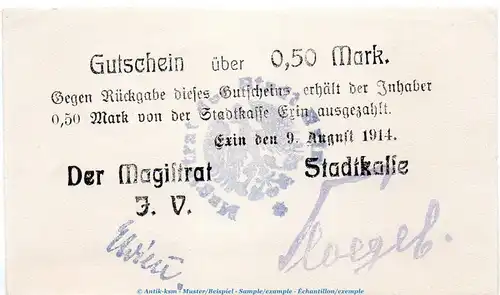 Gutschein über 0,50 Mark.
Gegen Rückgabe dieses Gutscheins erhält der Inhaber
0,50 Mark von der Stadtkasse Exin ausgezahlt.
Exin den 9. August 1914.
Der Magistrat Stadtkasse
J. V.
© Antik-ksm - Muster/Beispiel - Sample/exemple - Échantillon/exemple